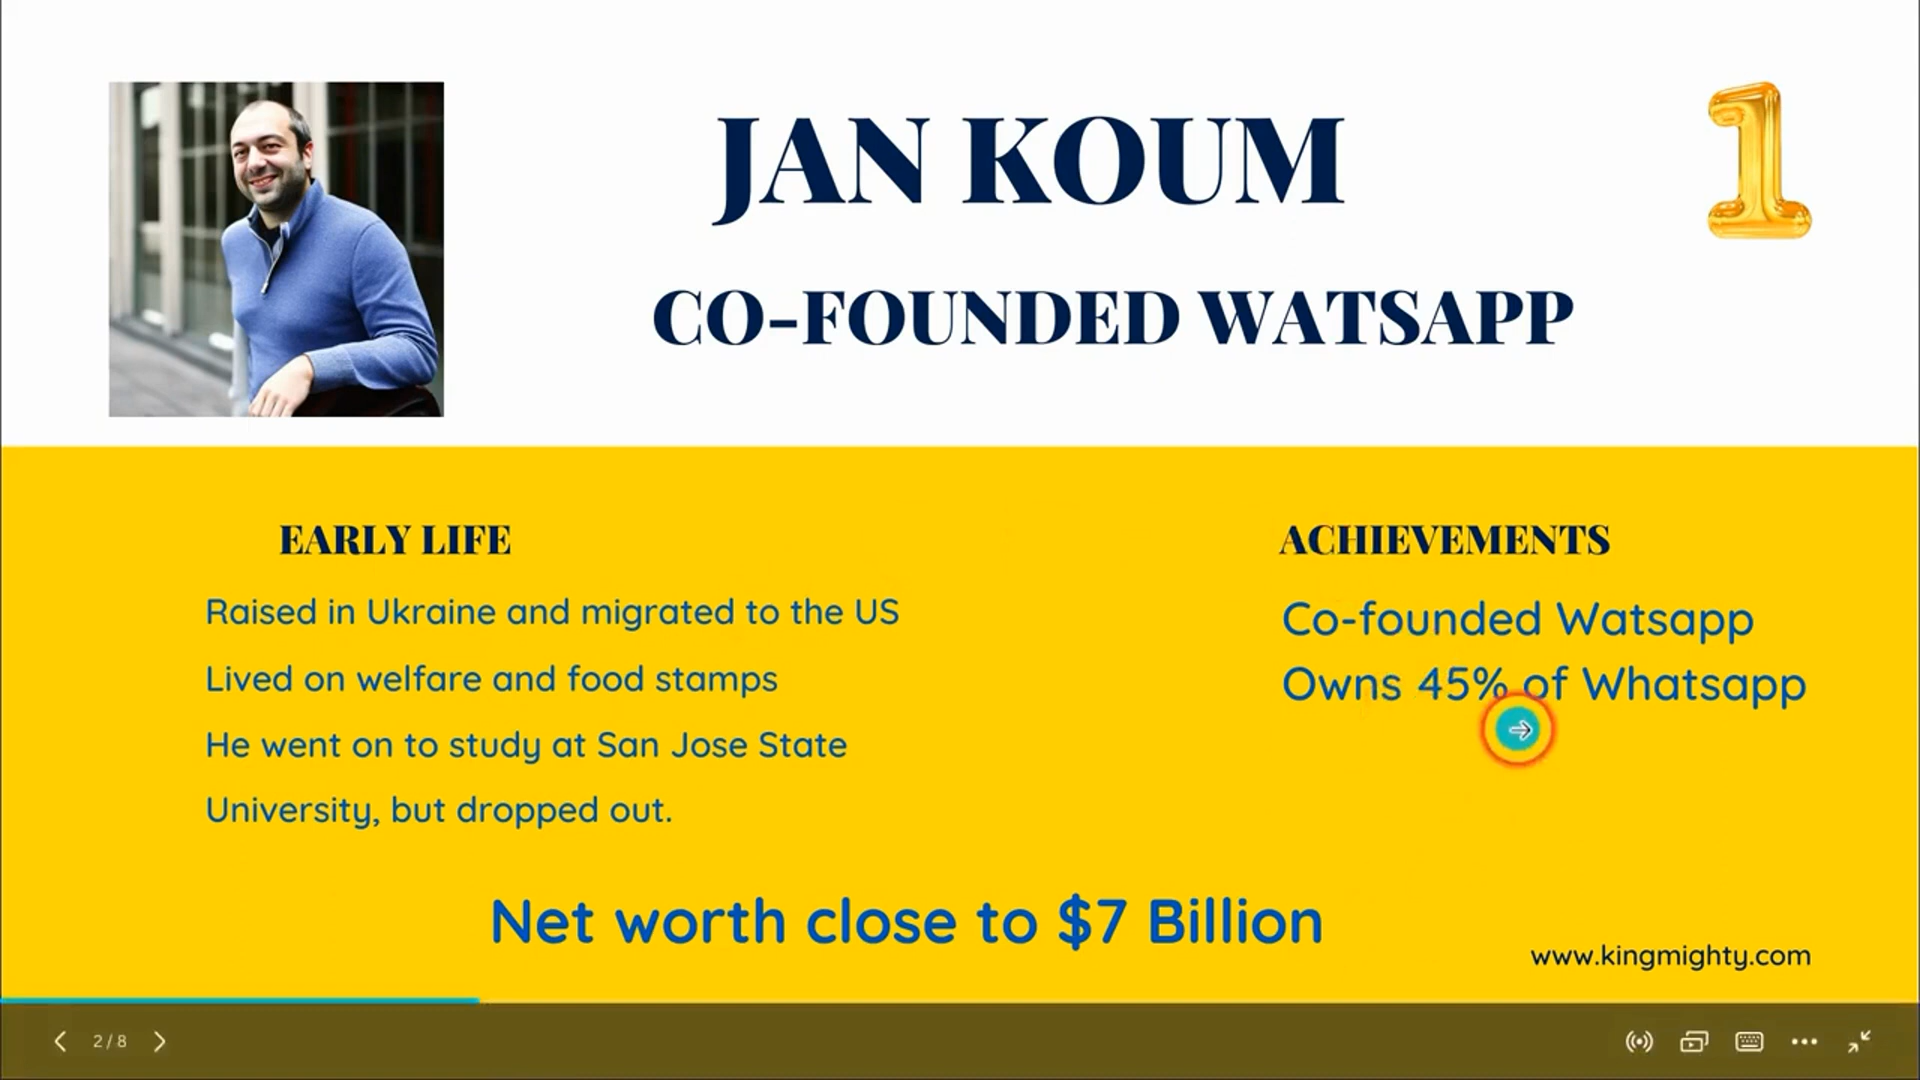 JAN KOUM
1
CO-FOUNDED WATSAPP
EARLY LIFE
Raised in Ukraine and migrated to the US
Lived on welfare and food stamps
He went on to study at San Jose State
University, but dropped out.
ACHIEVEMENTS
Co-founded Watsapp
Owns 45% of Whatsapp
Net worth close to $7 Billion
www.kingmighty.com
2 / 8